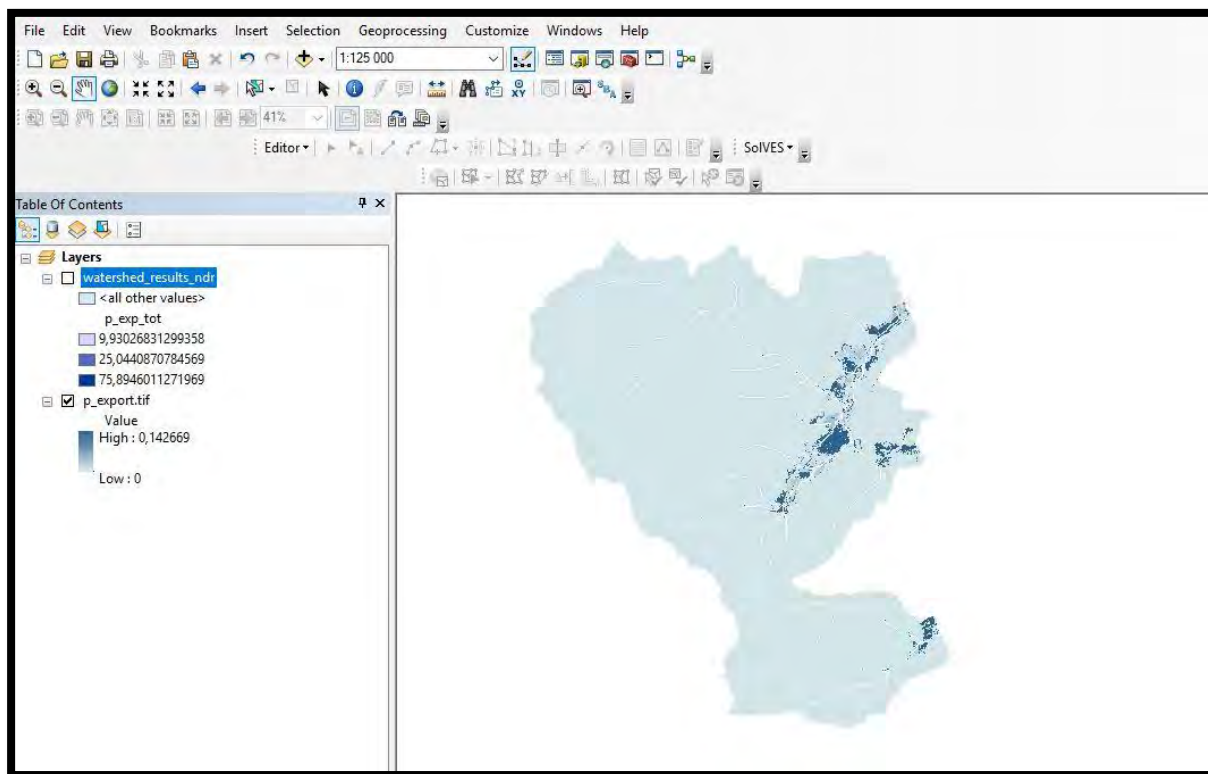 File Edit View Bookmarks Insert Selection Geoprocessing Customize Windows Help
1:125 000
41%
Editor SolVES
Table Of Contents
Layers
watershed_results_ndr
<all other values>
p_exp_tot
9,93026831299358
25,0440870784569
75,8946011271969
p_export.tif
Value
High : 0,142669
Low : 0